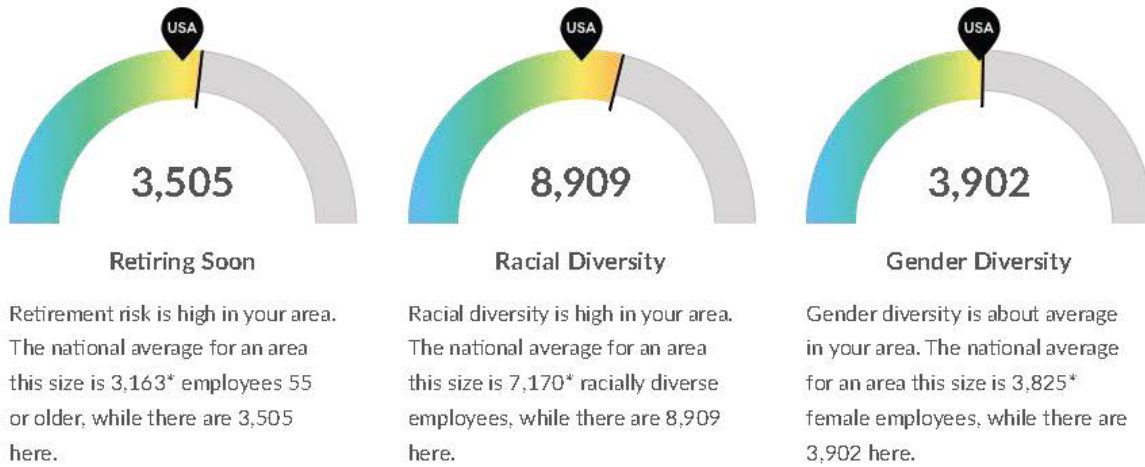 USA
3,505
Retiring Soon
Retirement risk is high in your area.
The national average for an area
this size is 3,163* employees 55
or older, while there are 3,505
here.
USA
8,909
Racial Diversity
Racial diversity is high in your area.
The national average for an area
this size is 7,170* racially diverse
employees, while there are 8,909
here.
USA
3,902
Gender Diversity
Gender diversity is about average
in your area. The national average
for an area this size is 3,825*
female employees, while there are
3,902 here.